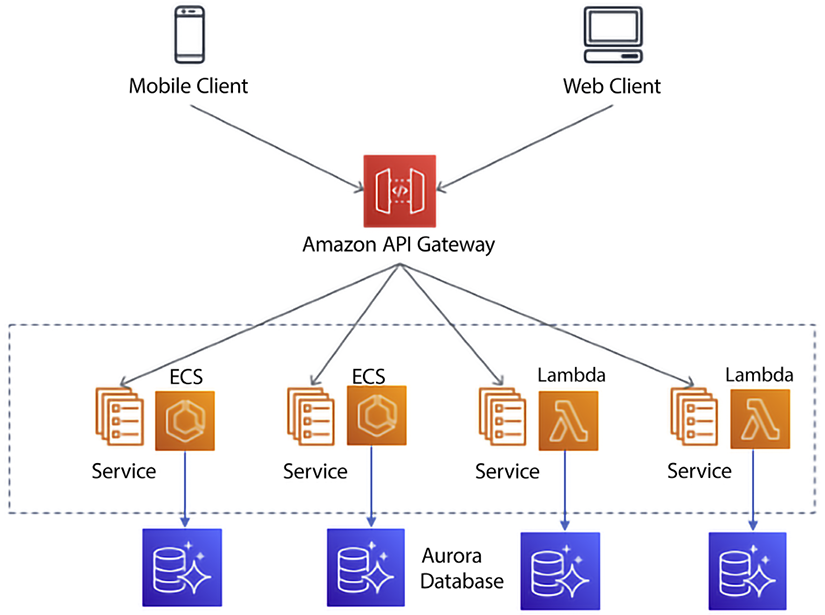 Mobile Client
Web Client
Amazon API Gateway
ECS
ECS
Lambda
Lambda
Service
Service
Service
Service
Aurora
Database